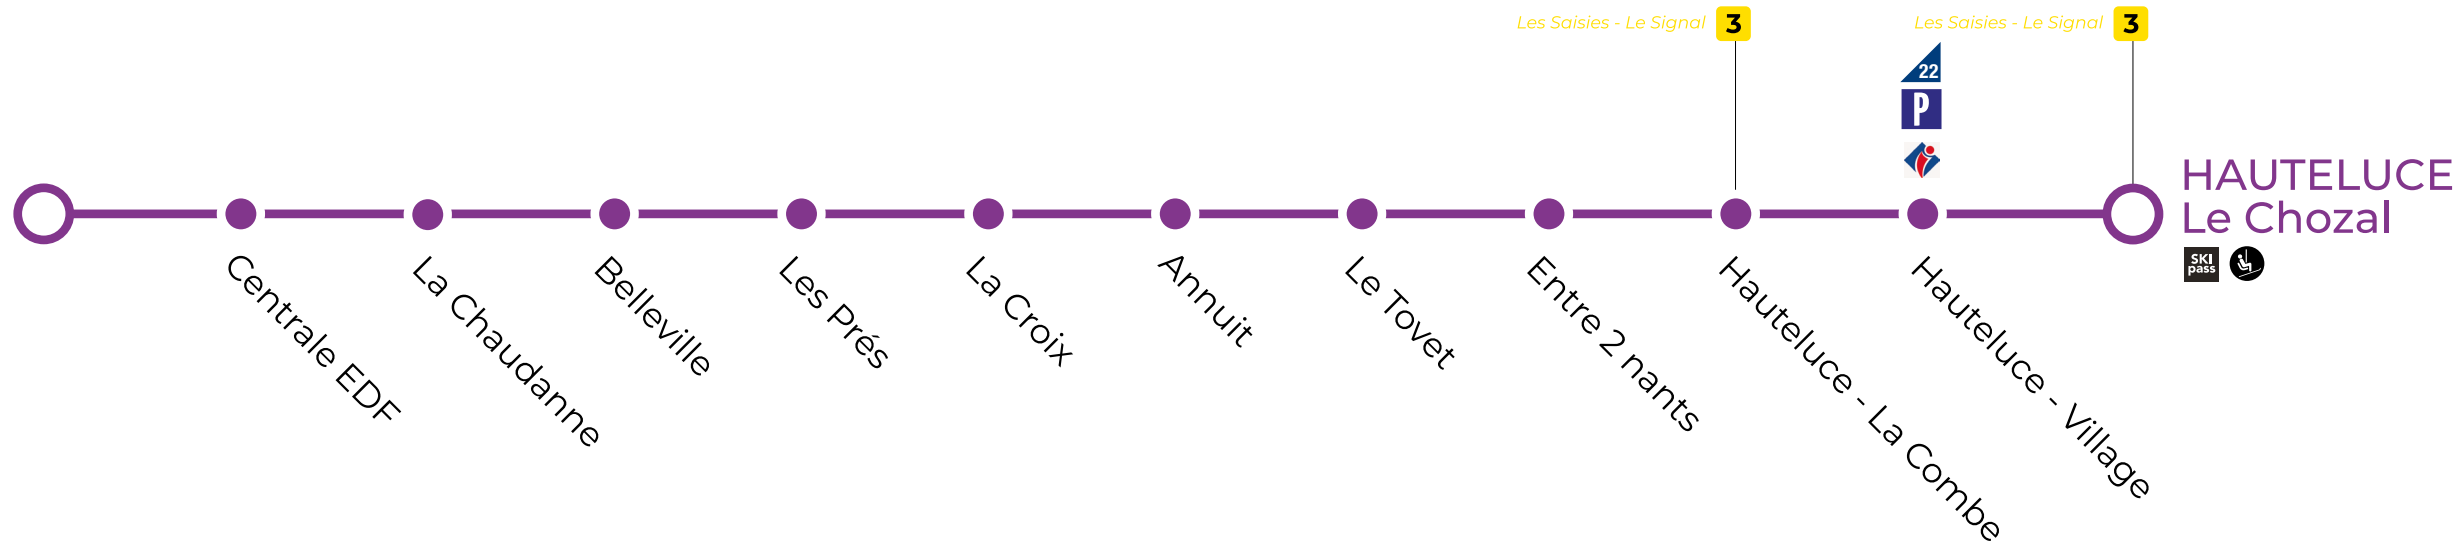 Les Saisies - Le Signal 3
Les Saisies - Le Signal 3
22
P
HAUTELUCE
Le Chozal
SKI
pass
Centrale EDF
La Chaudanne
Belleville
Les Prés
La Croix
Annuit
Le Tovet
Entre 2 nants
Hauteluce - La Combe
Hauteluce - Village